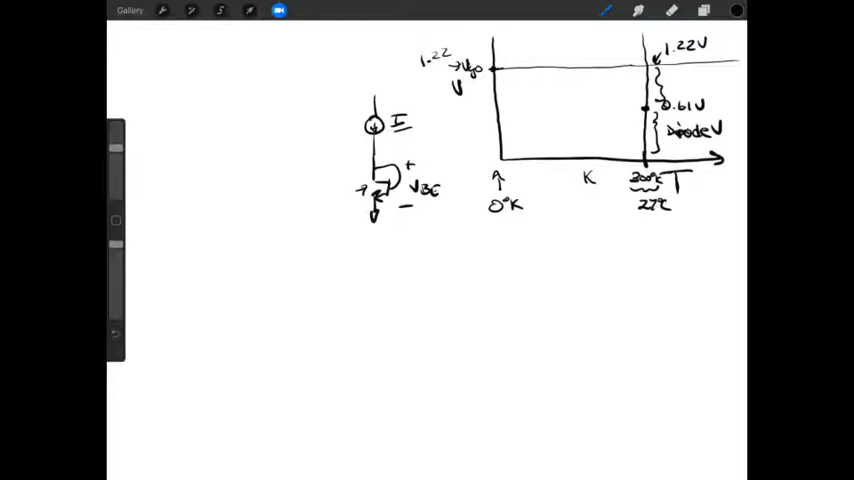 Gallery
1.22
Vgo
V
1.22V
0.61V
Diode V
I
+
VBE
-
0°K
K
300°K
T
27°C